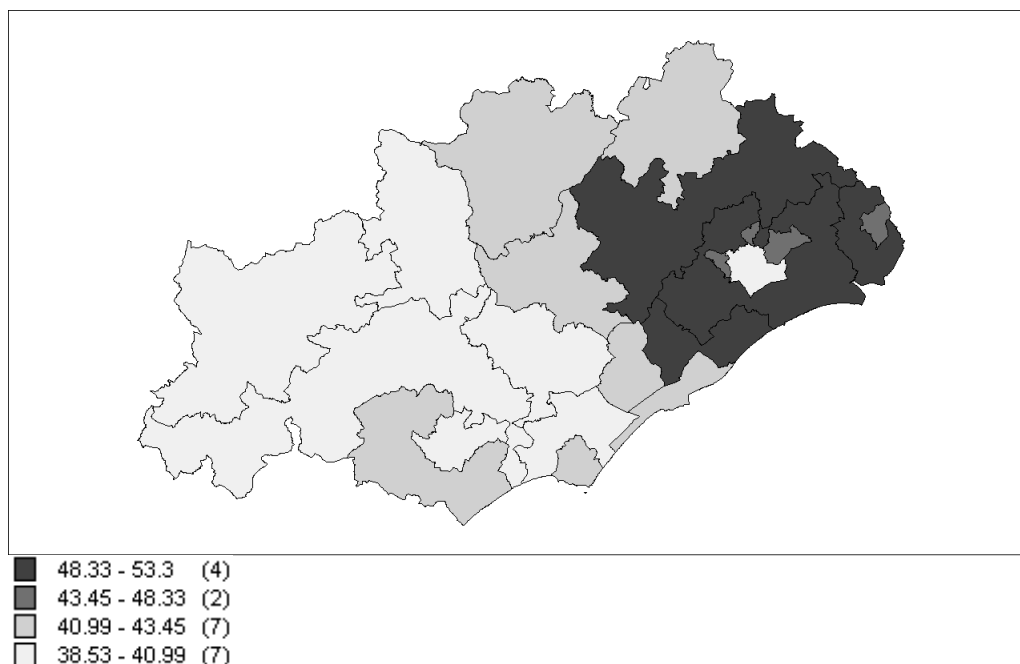 48.33 - 53.3 (4)
43.45 - 48.33 (2)
40.99 - 43.45 (7)
38.53 - 40.99 (7)